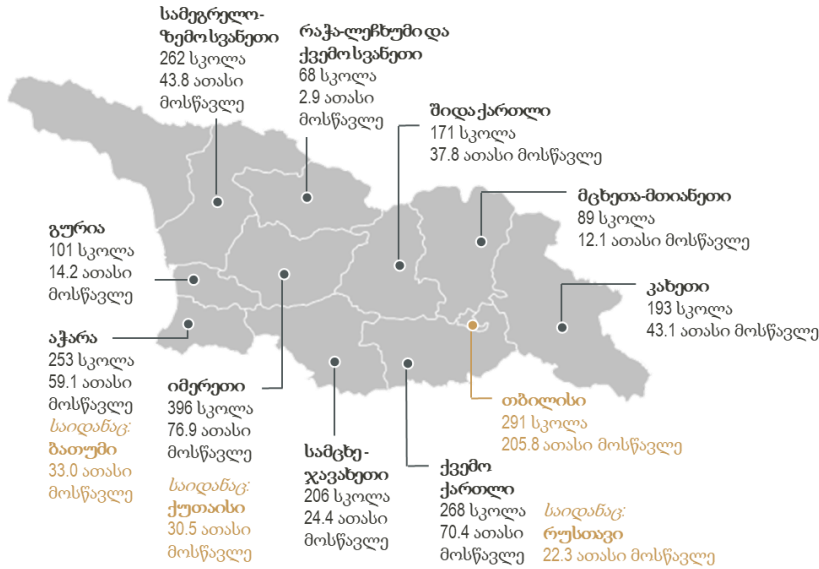 სამეგრელო-
ზემო სვანეთი
262 სკოლა
43.8 ათასი
მოსწავლე
რაჭა-ლეჩხუმი და
ქვემო სვანეთი
68 სკოლა
2.9 ათასი
მოსწავლე
შიდა ქართლი
171 სკოლა
37.8 ათასი მოსწავლე
მცხეთა-მთიანეთი
89 სკოლა
12.1 ათასი მოსწავლე
გურია
101 სკოლა
14.2 ათასი
მოსწავლე
კახეთი
193 სკოლა
43.1 ათასი მოსწავლე
აჭარა
253 სკოლა
59.1 ათასი
მოსწავლე
საიდანაც:
ბათუმი
33.0 ათასი
მოსწავლე
იმერეთი
396 სკოლა
76.9 ათასი
მოსწავლე
საიდანაც:
ქუთაისი
30.5 ათასი
მოსწავლე
თბილისი
291 სკოლა
205.8 ათასი მოსწავლე
სამცხე-
ჯავახეთი
206 სკოლა
24.4 ათასი
მოსწავლე
ქვემო
ქართლი
268 სკოლა
70.4 ათასი
მოსწავლე
საიდანაც:
რუსთავი
22.3 ათასი მოსწავლე